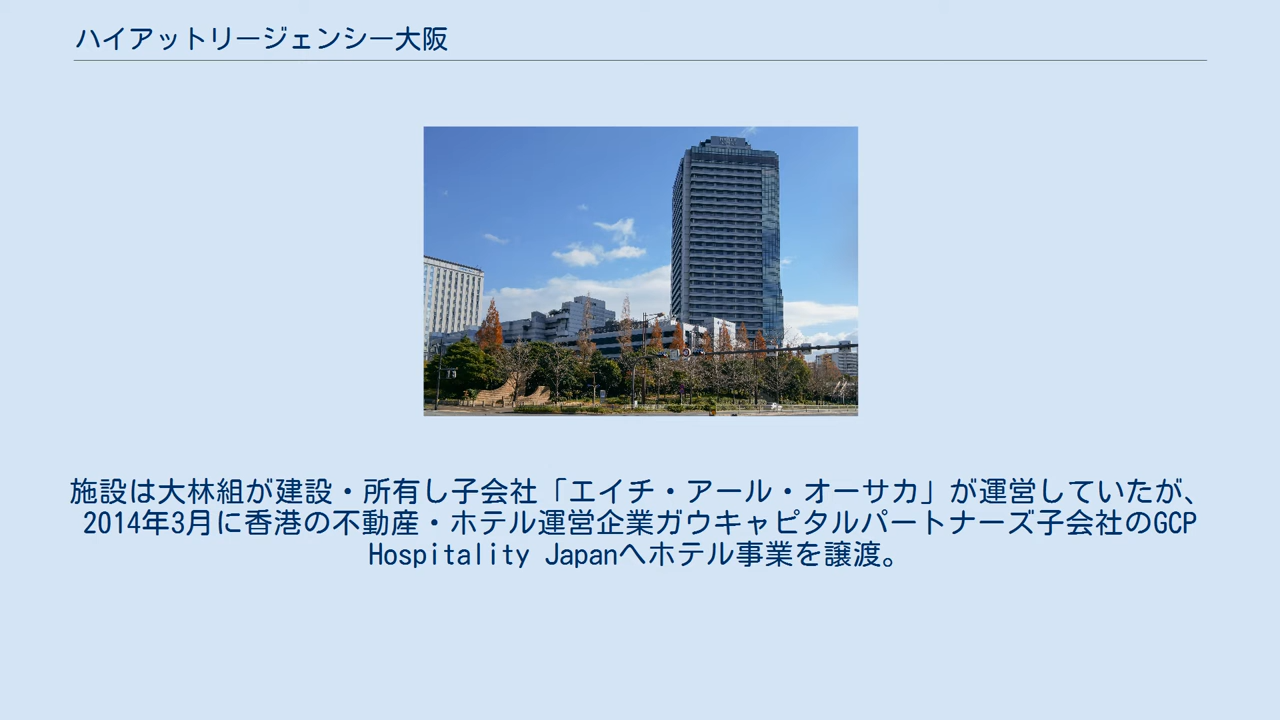 ハイアットリージェンシー大阪
施設は大林組が建設・所有し子会社「エイチ・アール・オーサカ」が運営していたが、
2014年3月に香港の不動産・ホテル運営企業ガウキャピタルパートナーズ子会社のGCP
Hospitality Japanへホテル事業を譲渡。